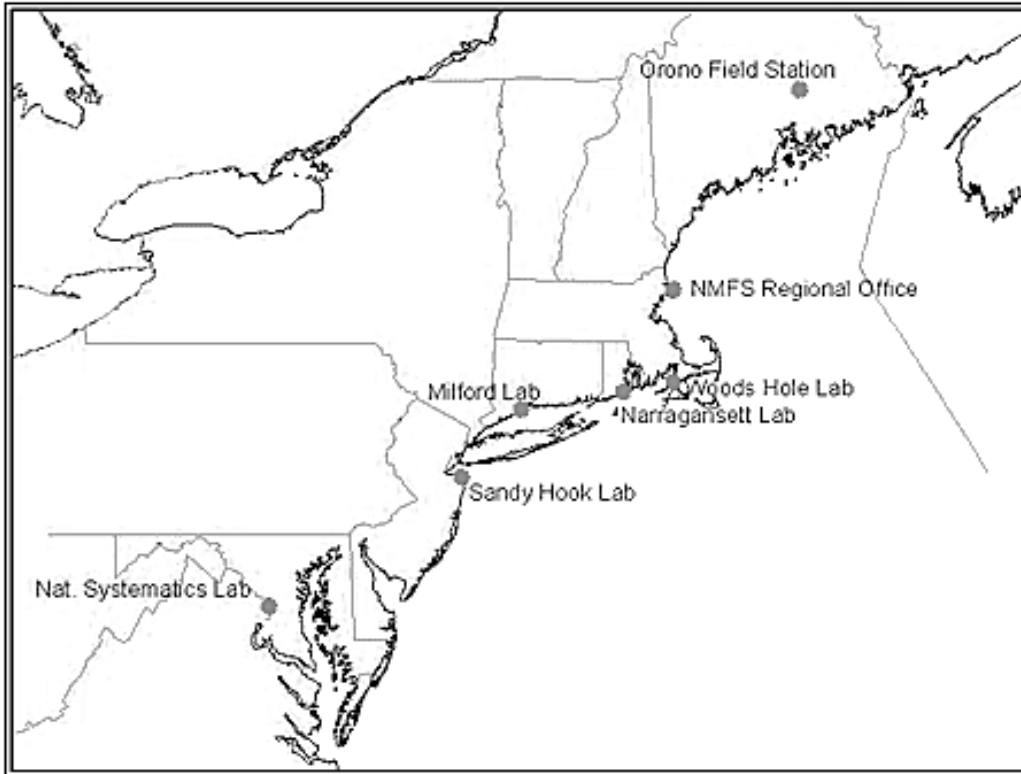 Orono Field Station
NMFS Regional Office
Woods Hole Lab
Milford Lab
Narragansett Lab
Sandy Hook Lab
Nat. Systematics Lab